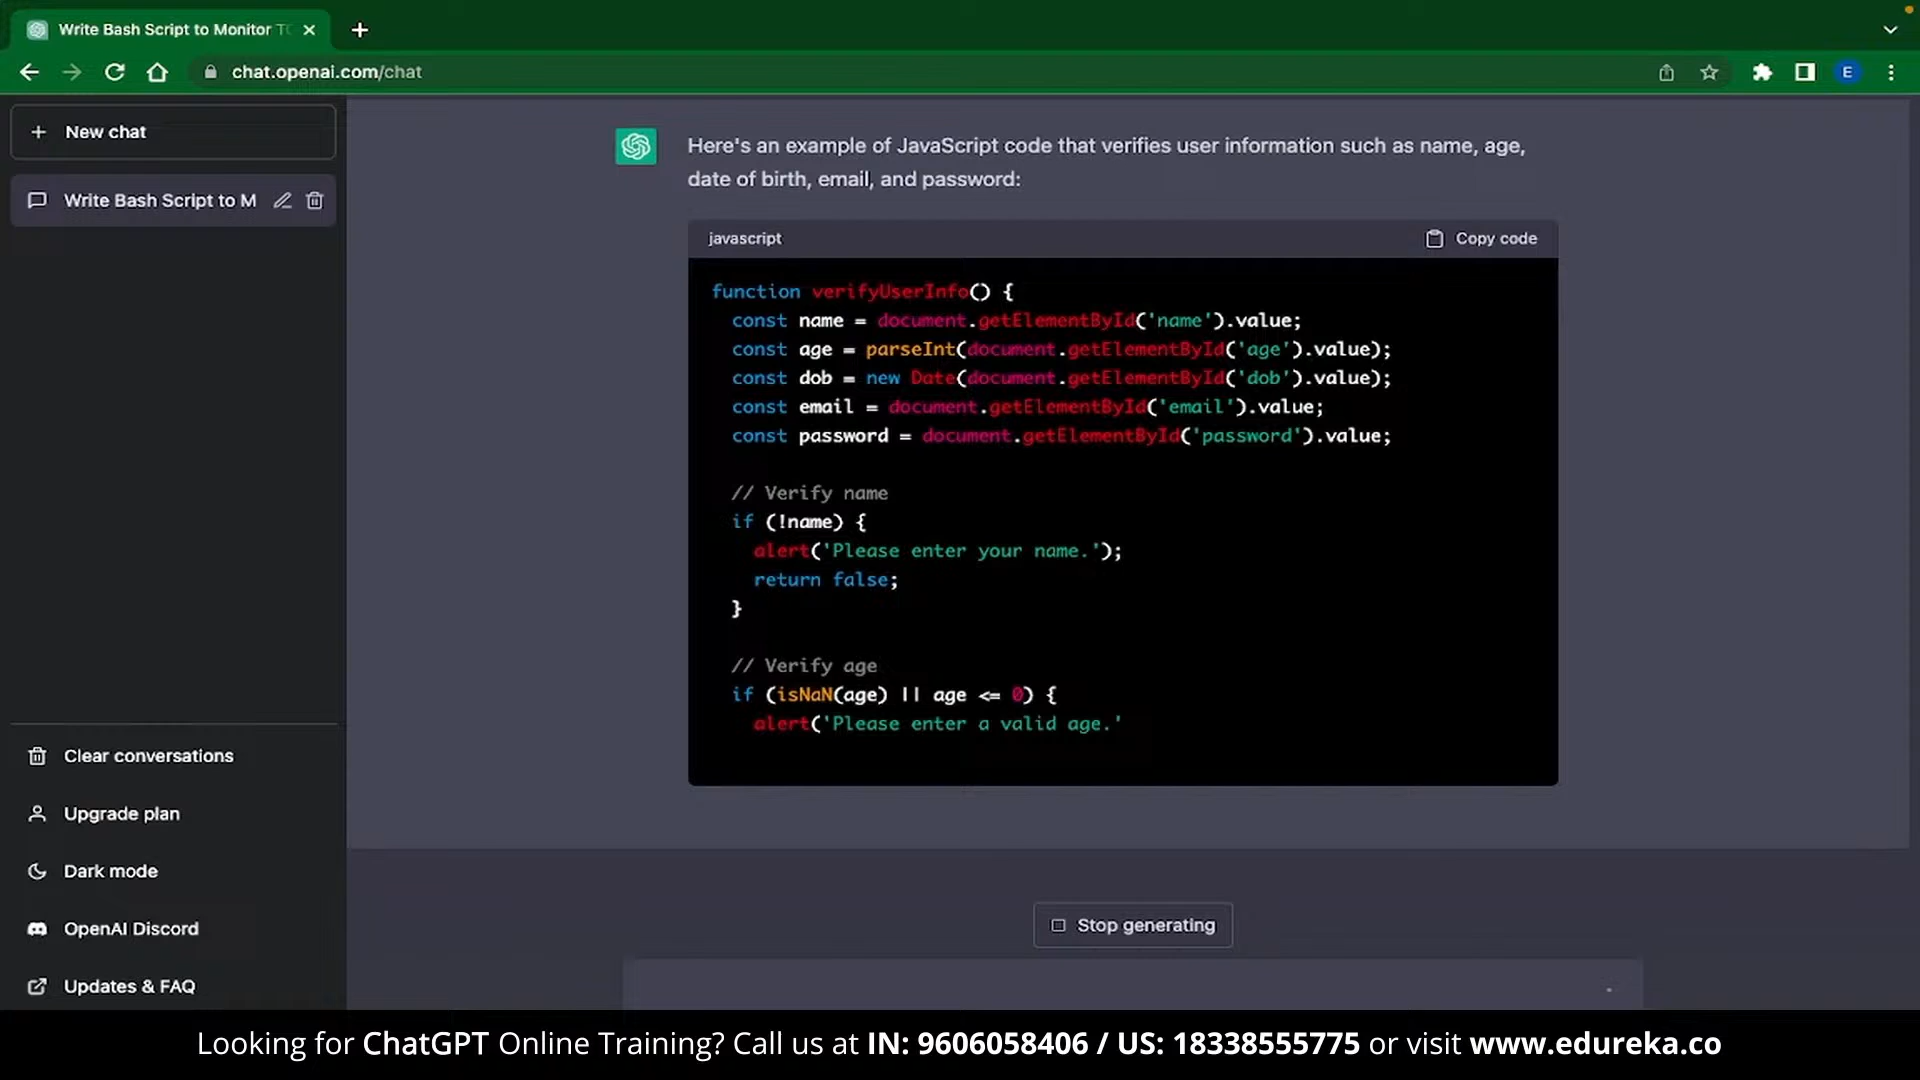 Write Bash Script to Monitor TC
chat.openai.com/chat
E
New chat
Write Bash Script to M
Clear conversations
Upgrade plan
Dark mode
OpenAI Discord
Updates & FAQ
Here's an example of JavaScript code that verifies user information such as name, age,
date of birth, email, and password:
javascript
Copy code
function verifyUserInfo() {
const name = document.getElementById('name').value;
const age = parseInt(document.getElementById('age').value);
const dob = new Date(document.getElementById('dob').value);
const email = document.getElementById('email').value;
const password = document.getElementById('password').value;
// Verify name
if (!name) {
alert('Please enter your name.');
return false;
}
// Verify age
if (isNaN(age) || age <= 0) {
alert('Please enter a valid age.'
Stop generating
Looking for ChatGPT Online Training? Call us at IN: 9606058406 / US: 18338555775 or visit www.edureka.co